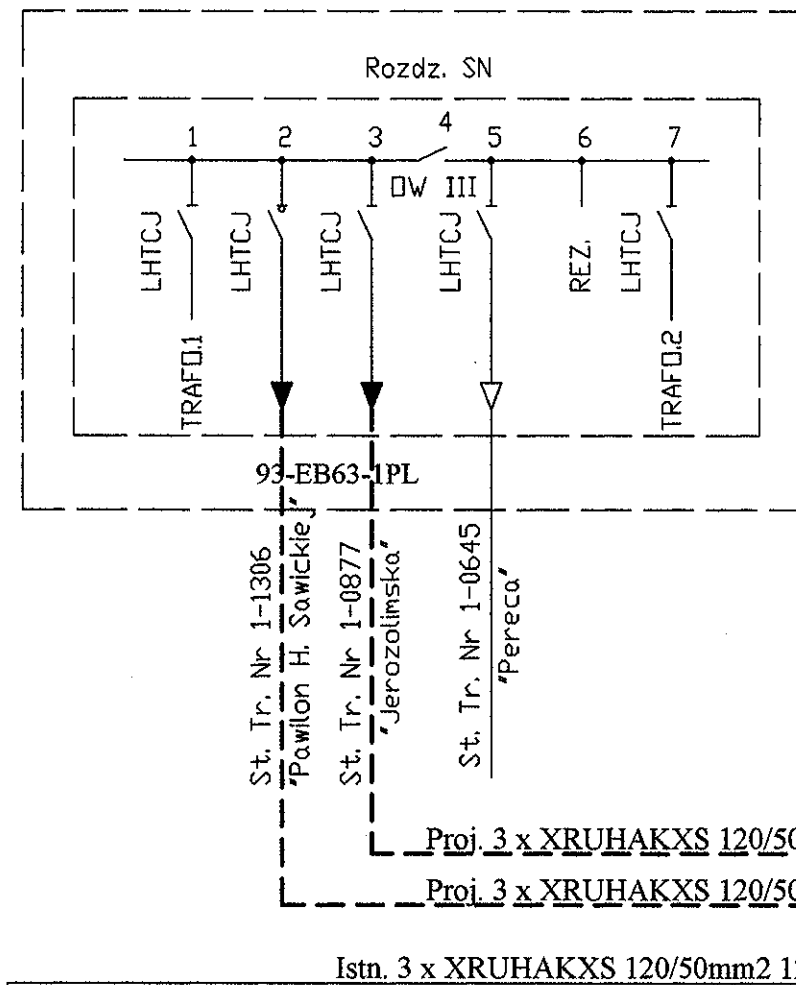 Rozdz. SN
1 2 3 4 5 6 7
OW III
LHTCJ
LHTCJ
LHTCJ
LHTCJ
REZ.
LHTCJ
TRAFO.1
TRAFO.2
93-EB63-1PL
St. Tr. Nr 1-1306
"Pawilon H. Sawickiej"
St. Tr. Nr 1-0877
"Jerozolimska"
St. Tr. Nr 1-0645
"Pereca"
Proj. 3 x XRUHAKXS 120/50
Proj. 3 x XRUHAKXS 120/50
Istn. 3 x XRUHAKXS 120/50mm2